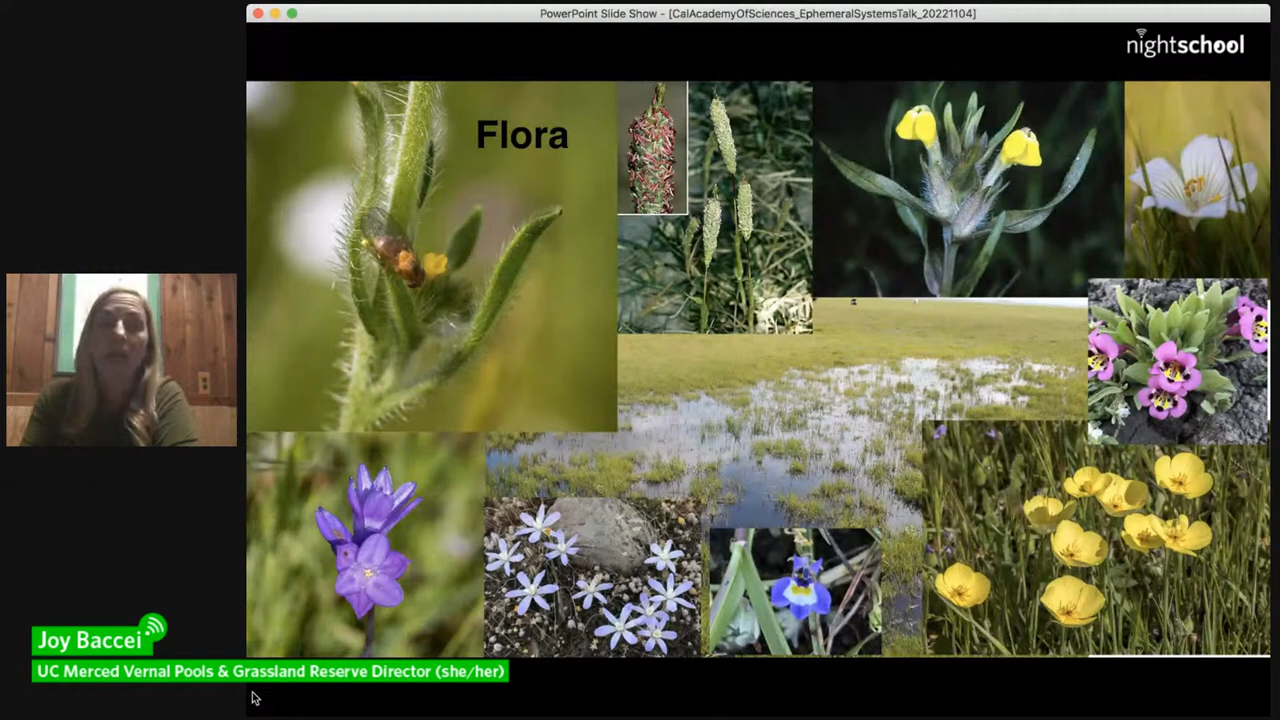 PowerPoint Slide Show - [CalAcademyOfSciences_EphemeralSystemsTalk_20221104]
nightschool
Flora
Joy Baccei
UC Merced Vernal Pools & Grassland Reserve Director (she/her)